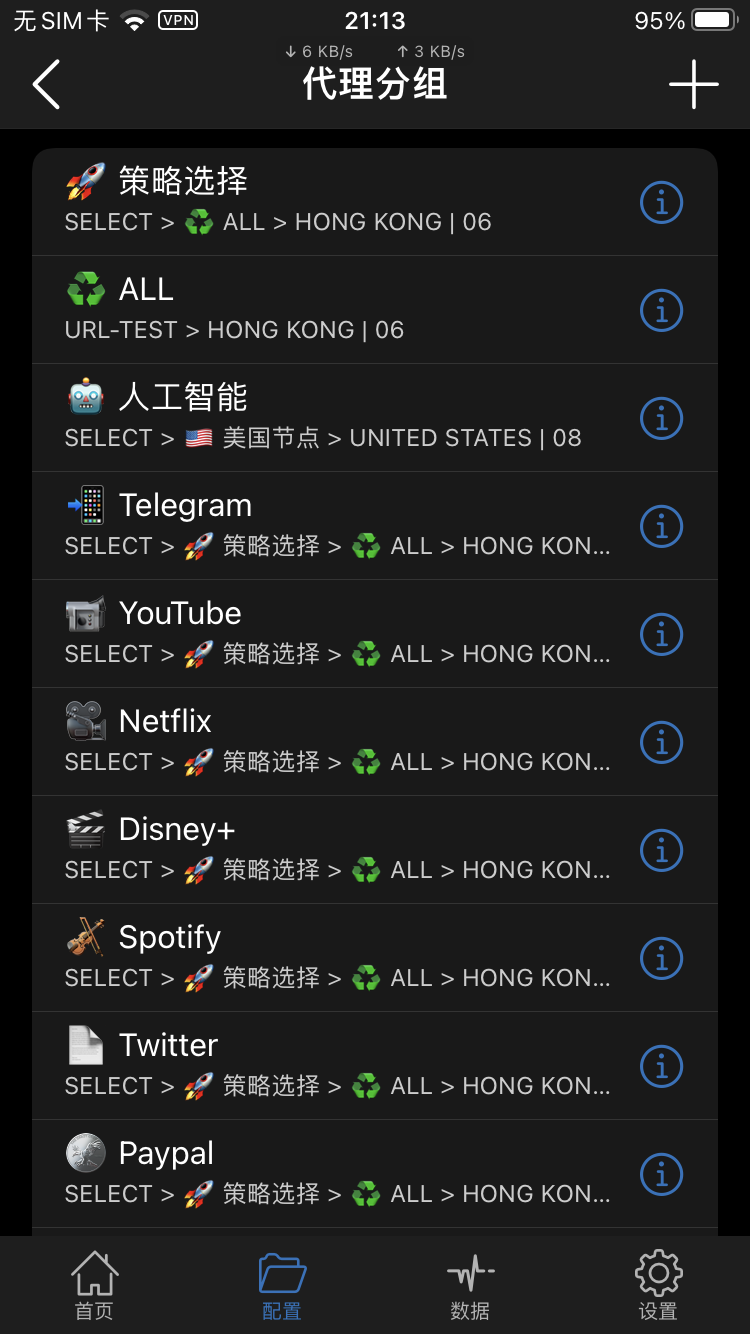 无SIM卡 VPN 21:13 95%
↓ 6 KB/s ↑ 3 KB/s
代理分组
🚀 策略选择
SELECT > ♻️ ALL > HONG KONG | 06
♻️ ALL
URL-TEST > HONG KONG | 06
🤖 人工智能
SELECT > 🇺🇸 美国节点 > UNITED STATES | 08
📲 Telegram
SELECT > 🚀 策略选择 > ♻️ ALL > HONG KON...
📹 YouTube
SELECT > 🚀 策略选择 > ♻️ ALL > HONG KON...
🎥 Netflix
SELECT > 🚀 策略选择 > ♻️ ALL > HONG KON...
🎬 Disney+
SELECT > 🚀 策略选择 > ♻️ ALL > HONG KON...
🎻 Spotify
SELECT > 🚀 策略选择 > ♻️ ALL > HONG KON...
📄 Twitter
SELECT > 🚀 策略选择 > ♻️ ALL > HONG KON...
🪙 Paypal
SELECT > 🚀 策略选择 > ♻️ ALL > HONG KON...
首页 配置 数据 设置